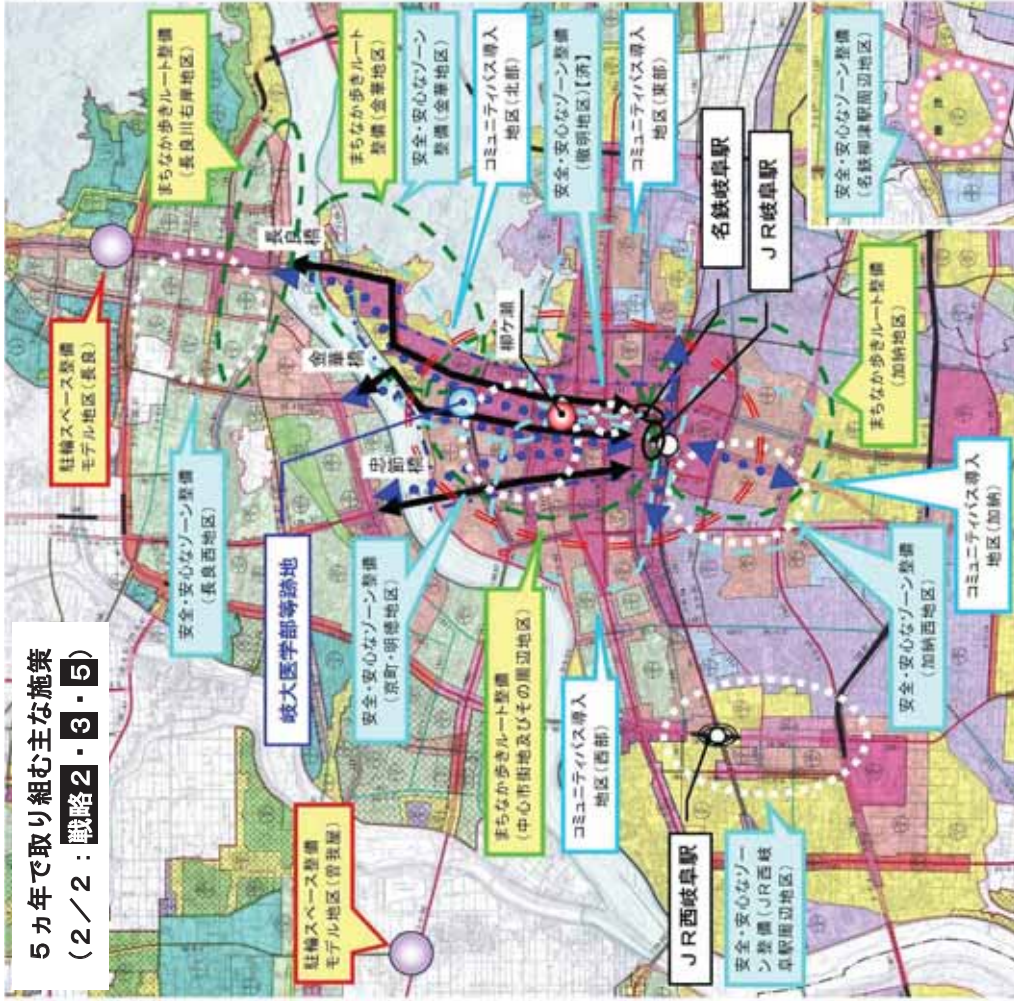 5ヵ年で取り組む主な施策
(2/2:戦略2・3・5)
駐輪スペース整備
モデル地区(長良)
まちなか歩きルート整備
(長良川右岸地区)
まちなか歩きルート
整備(金華地区)
安全・安心なゾーン
整備(金華地区)
コミュニティバス導入
地区(北部)
安全・安心なゾーン整備
(徹明地区)【済】
コミュニティバス導入
地区(東部)
名鉄岐阜駅
JR岐阜駅
安全・安心なゾーン整備
(名鉄柳津駅周辺地区)
長良橋
金華橋
忠節橋
柳ケ瀬
安全・安心なゾーン整備
(長良西地区)
岐大医学部等跡地
安全・安心なゾーン整備
(京町・明徳地区)
まちなか歩きルート整備
(中心市街地及びその周辺地区)
コミュニティバス導入
地区(西部)
まちなか歩きルート整備
(加納地区)
コミュニティバス導入
地区(加納)
安全・安心なゾーン整備
(加納西地区)
駐輪スペース整備
モデル地区(曽我屋)
JR西岐阜駅
安全・安心なゾー
ン整備(JR西岐
阜駅周辺地区)